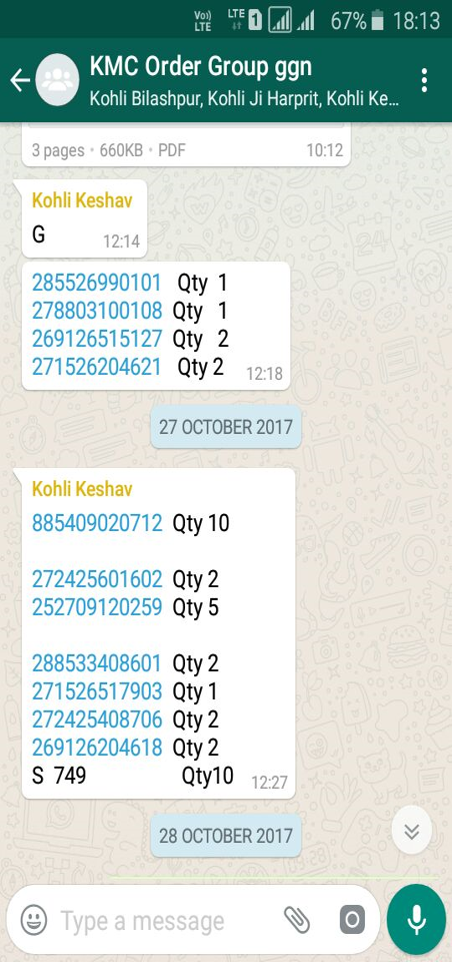 Vo))
LTE LTE 1 67% 18:13
KMC Order Group ggn
Kohli Bilashpur, Kohli Ji Harprit, Kohli Ke...
3 pages • 660KB • PDF 10:12
Kohli Keshav
G 12:14
285526990101 Qty 1
278803100108 Qty 1
269126515127 Qty 2
271526204621 Qty 2 12:18
27 OCTOBER 2017
Kohli Keshav
885409020712 Qty 10
272425601602 Qty 2
252709120259 Qty 5
288533408601 Qty 2
271526517903 Qty 1
272425408706 Qty 2
269126204618 Qty 2
S 749 Qty10 12:27
28 OCTOBER 2017
Type a message